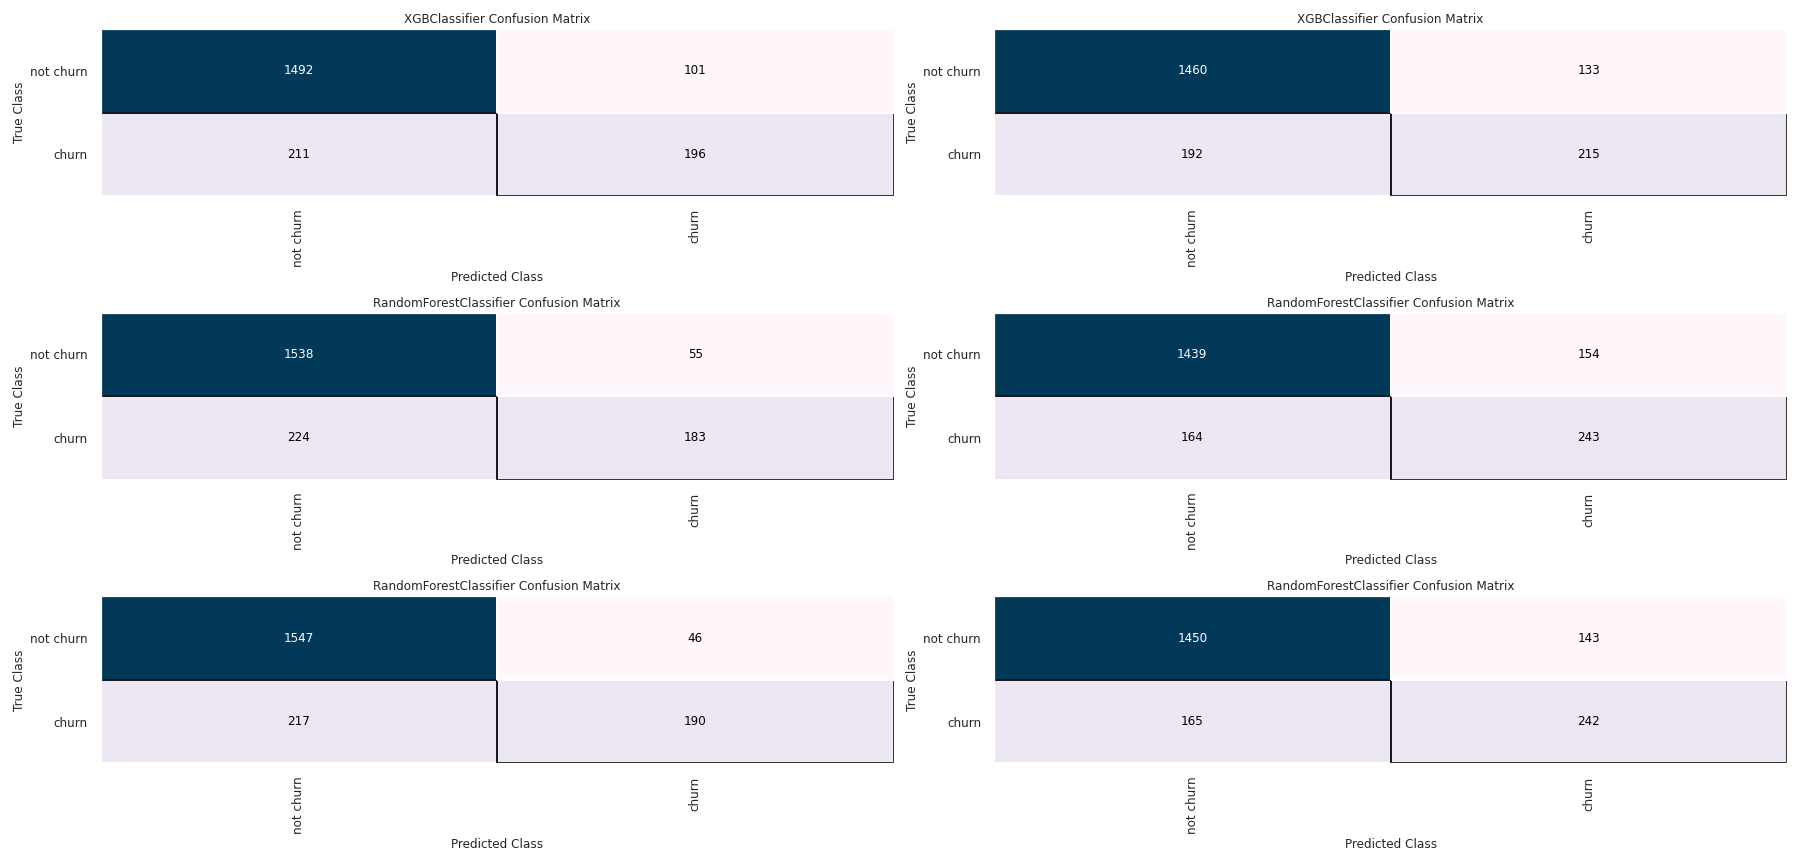 XGBClassifier Confusion Matrix
True Class
not churn 1492 101
churn 211 196
not churn churn
Predicted Class
XGBClassifier Confusion Matrix
True Class
not churn 1460 133
churn 192 215
not churn churn
Predicted Class
RandomForestClassifier Confusion Matrix
True Class
not churn 1538 55
churn 224 183
not churn churn
Predicted Class
RandomForestClassifier Confusion Matrix
True Class
not churn 1439 154
churn 164 243
not churn churn
Predicted Class
RandomForestClassifier Confusion Matrix
True Class
not churn 1547 46
churn 217 190
not churn churn
Predicted Class
RandomForestClassifier Confusion Matrix
True Class
not churn 1450 143
churn 165 242
not churn churn
Predicted Class